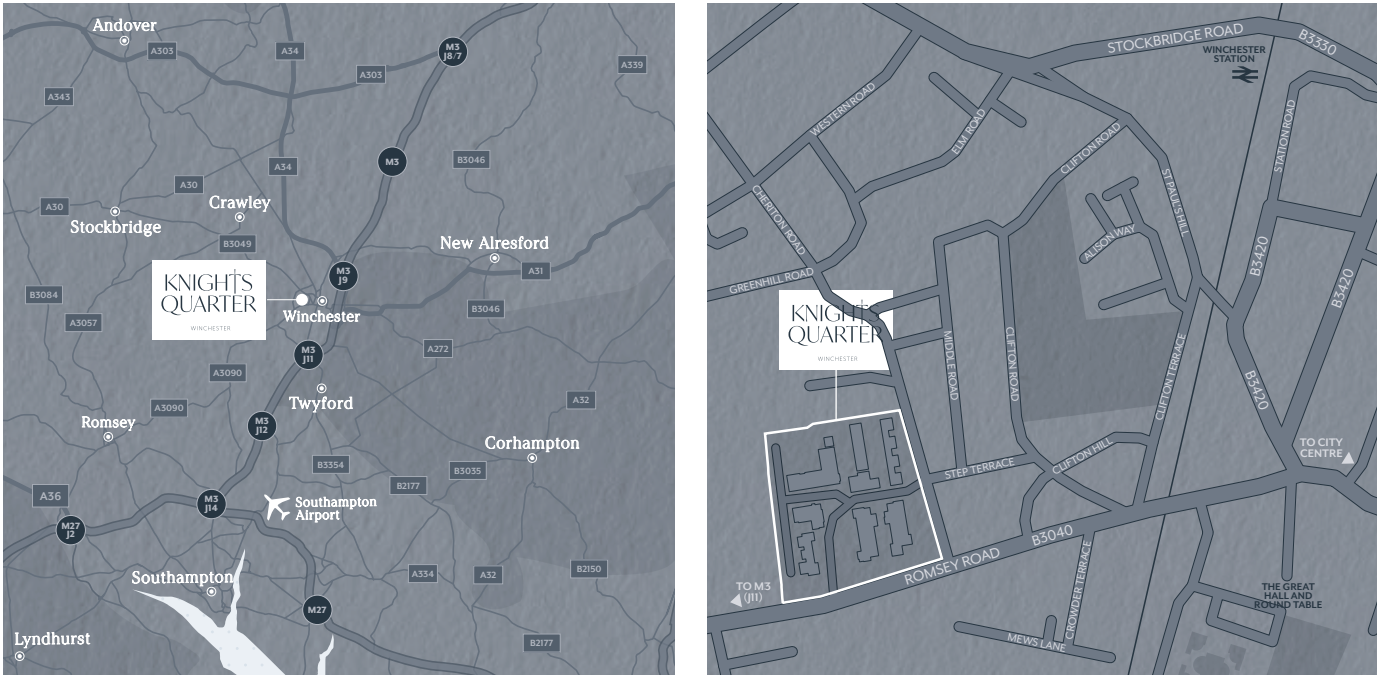 Andover
A303
A34
M3
J8/7
A303
A339
A343
A34
M3
B3046
A30
A30
Stockbridge
Crawley
B3049
New Alresford
A31
M3
J9
KNIGHTS
QUARTER
WINCHESTER
Winchester
B3084
A3057
B3046
M3
J11
A272
A3090
Twyford
A3090
A32
Romsey
M3
J12
Corhampton
B3354
B3035
B2177
A36
M3
J14
Southampton
Airport
M27
J2
Southampton
A334
A32
B2150
M27
Lyndhurst
B2177
STOCKBRIDGE ROAD
B3330
WINCHESTER
STATION
WESTERN ROAD
ELM ROAD
CLIFTON ROAD
STATION ROAD
CHERITON ROAD
ST PAUL'S HILL
ALISON WAY
B3420
B3420
GREENHILL ROAD
KNIGHTS
QUARTER
WINCHESTER
MIDDLE ROAD
CLIFTON ROAD
CLIFTON TERRACE
B3420
TO CITY
CENTRE
STEP TERRACE
CLIFTON HILL
ROMSEY ROAD
B3040
TO M3
(J11)
CROWDER TERRACE
MEWS LANE
THE GREAT
HALL AND
ROUND TABLE